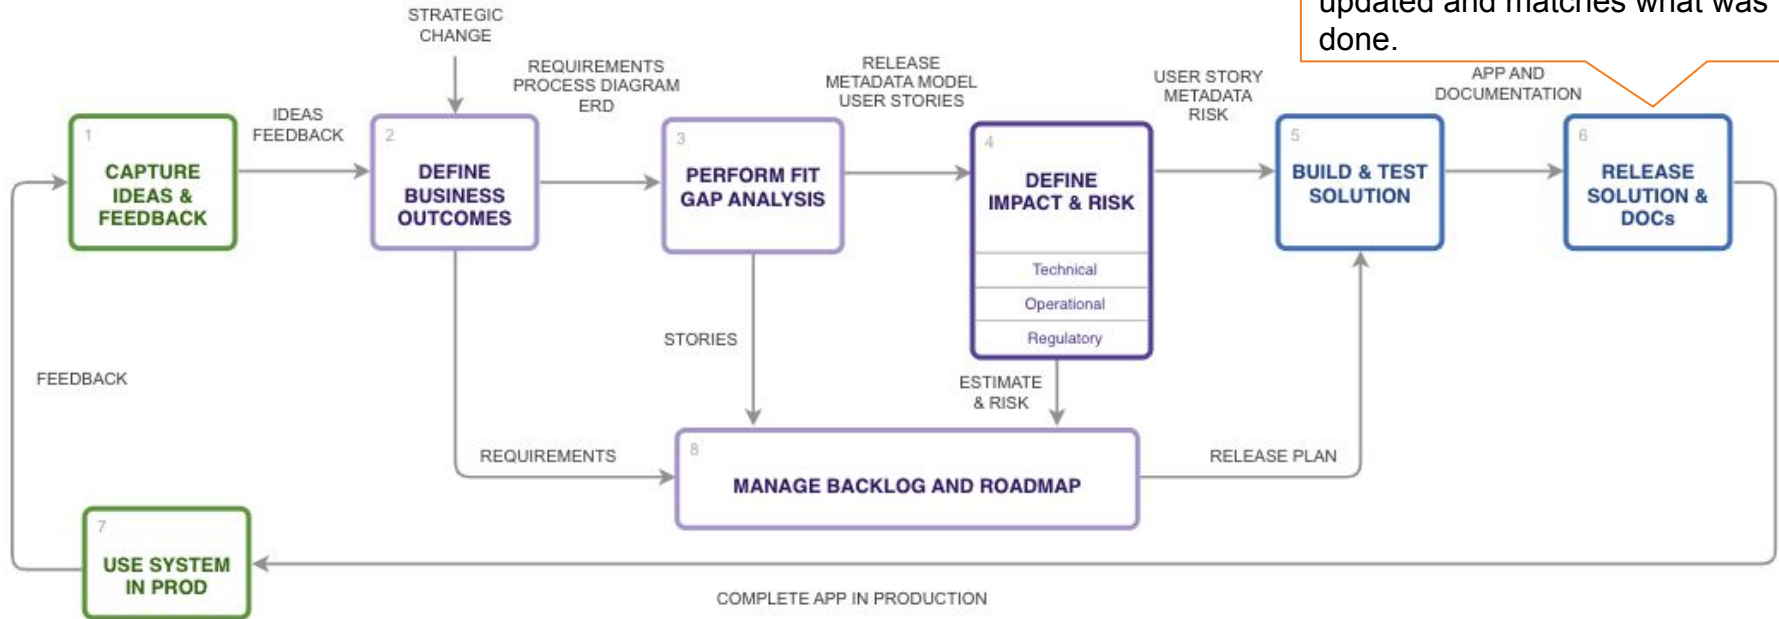 updated and matches what was
done.
STRATEGIC
CHANGE
IDEAS
FEEDBACK
REQUIREMENTS
PROCESS DIAGRAM
ERD
RELEASE
METADATA MODEL
USER STORIES
USER STORY
METADATA
RISK
APP AND
DOCUMENTATION
1
CAPTURE
IDEAS &
FEEDBACK
2
DEFINE
BUSINESS
OUTCOMES
3
PERFORM FIT
GAP ANALYSIS
4
DEFINE
IMPACT & RISK
Technical
Operational
Regulatory
5
BUILD & TEST
SOLUTION
6
RELEASE
SOLUTION &
DOCs
STORIES
ESTIMATE
& RISK
FEEDBACK
REQUIREMENTS
8
MANAGE BACKLOG AND ROADMAP
RELEASE PLAN
7
USE SYSTEM
IN PROD
COMPLETE APP IN PRODUCTION